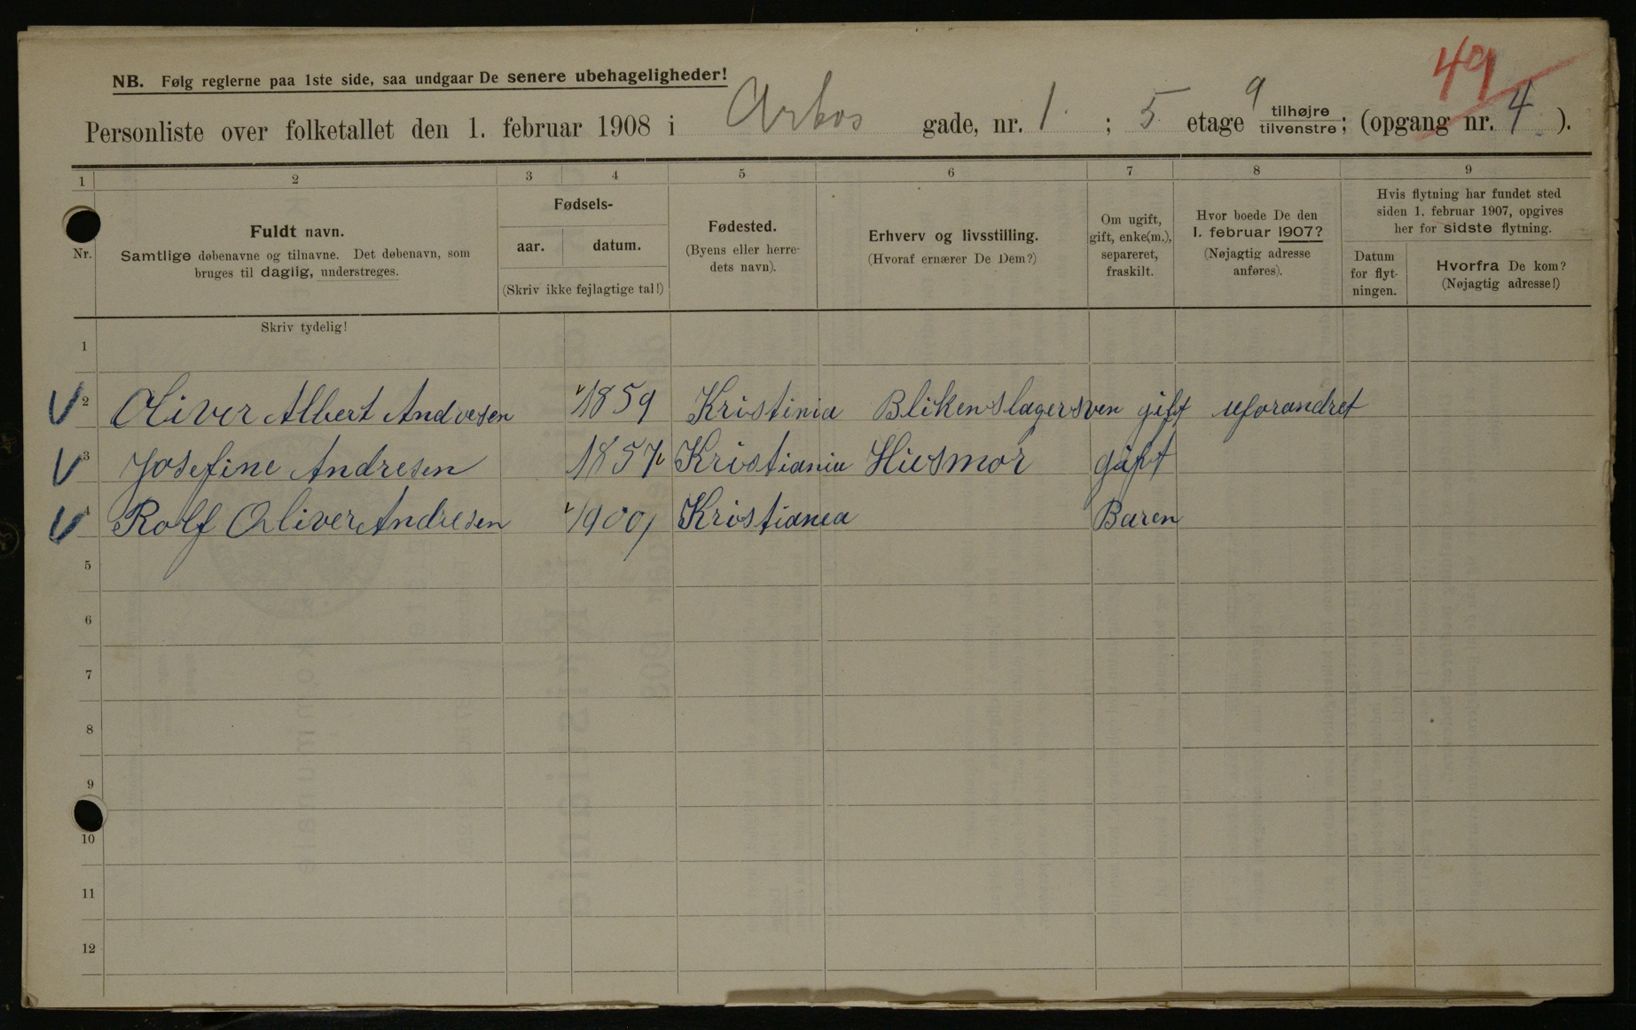 49
NB. Følg reglerne paa 1ste side, saa undgaar De senere ubehageligheder!
Personliste over folketallet den 1. februar 1908 i Arbos gade, nr. 1 ; 5 etage 9 tilhøjre tilvenstre; (opgang nr. 4 ).
1 2 3 4 5 6 7 8 9
Nr.
Fuldt navn.
Samtlige døbenavne og tilnavne. Det døbenavn, som
bruges til daglig, understreges.
Fødsels-
aar. datum.
(Skriv ikke fejlagtige tal!)
Fødested.
(Byens eller herre-
dets navn).
Erhverv og livsstilling.
(Hvoraf ernærer De Dem?)
Om ugift,
gift, enke(m.),
separeret,
fraskilt.
Hvor boede De den
1. februar 1907?
(Nøjagtig adresse
anføres).
Hvis flytning har fundet sted
siden 1. februar 1907, opgives
her for sidste flytning.
Datum
for flyt-
ningen.
Hvorfra De kom?
(Nøjagtig adresse!)
Skriv tydelig!
1
2 Oliver Albert Andresen 1859 Kristinia Blikenslagersven gift uforandret
3 Josefine Andresen 1857 Kristiania Husmor gift
4 Rolf Oliver Andresen 1900 Kristianea Baren
5
6
7
8
9
10
11
12